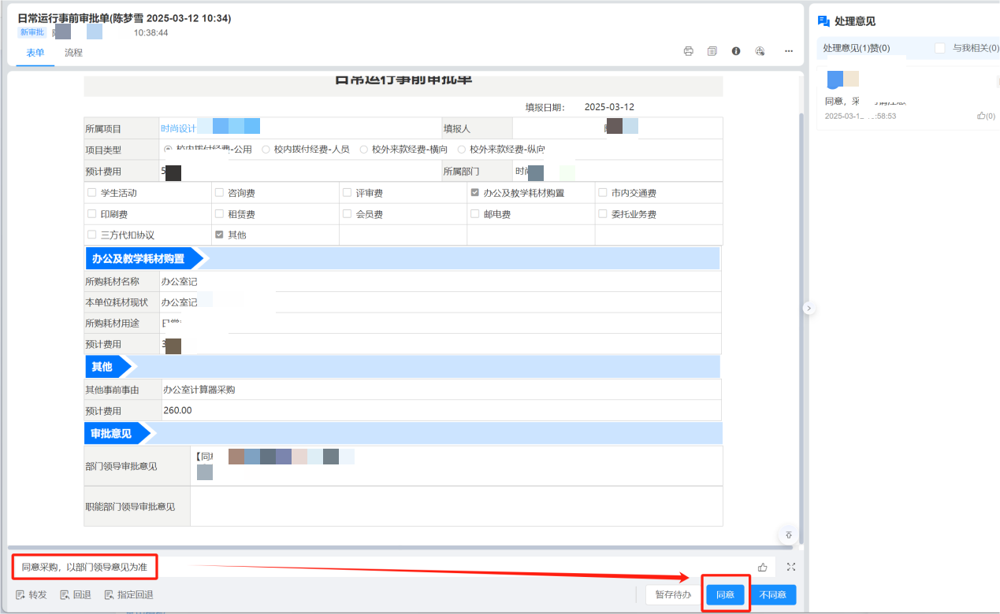 日常运行事前审批单(陈梦雪 2025-03-12 10:34)
新审批 10:38:44
表单 流程
日常运行事前审批单
填报日期： 2025-03-12
所属项目 时尚设计 填报人
项目类型 校内拨付经费-公用 校内拨付经费-人员 校外来款经费-横向 校外来款经费-纵向
预计费用 5 所属部门 时尚
学生活动 咨询费 评审费 办公及教学耗材购置 市内交通费
印刷费 租赁费 会员费 邮电费 委托业务费
三方代扣协议 其他
办公及教学耗材购置
所购耗材名称 办公室记
本单位耗材现状 办公室记
所购耗材用途 日常
预计费用 3
其他
其他事前事由 办公室计算器采购
预计费用 260.00
审批意见
部门领导审批意见 【同
职能部门领导审批意见
同意采购，以部门领导意见为准
转发 回退 指定回退 暂存待办 同意 不同意
处理意见
处理意见(1)赞(0) 与我相关(0)
同意，采
2025-03-1 :58:53 (0)